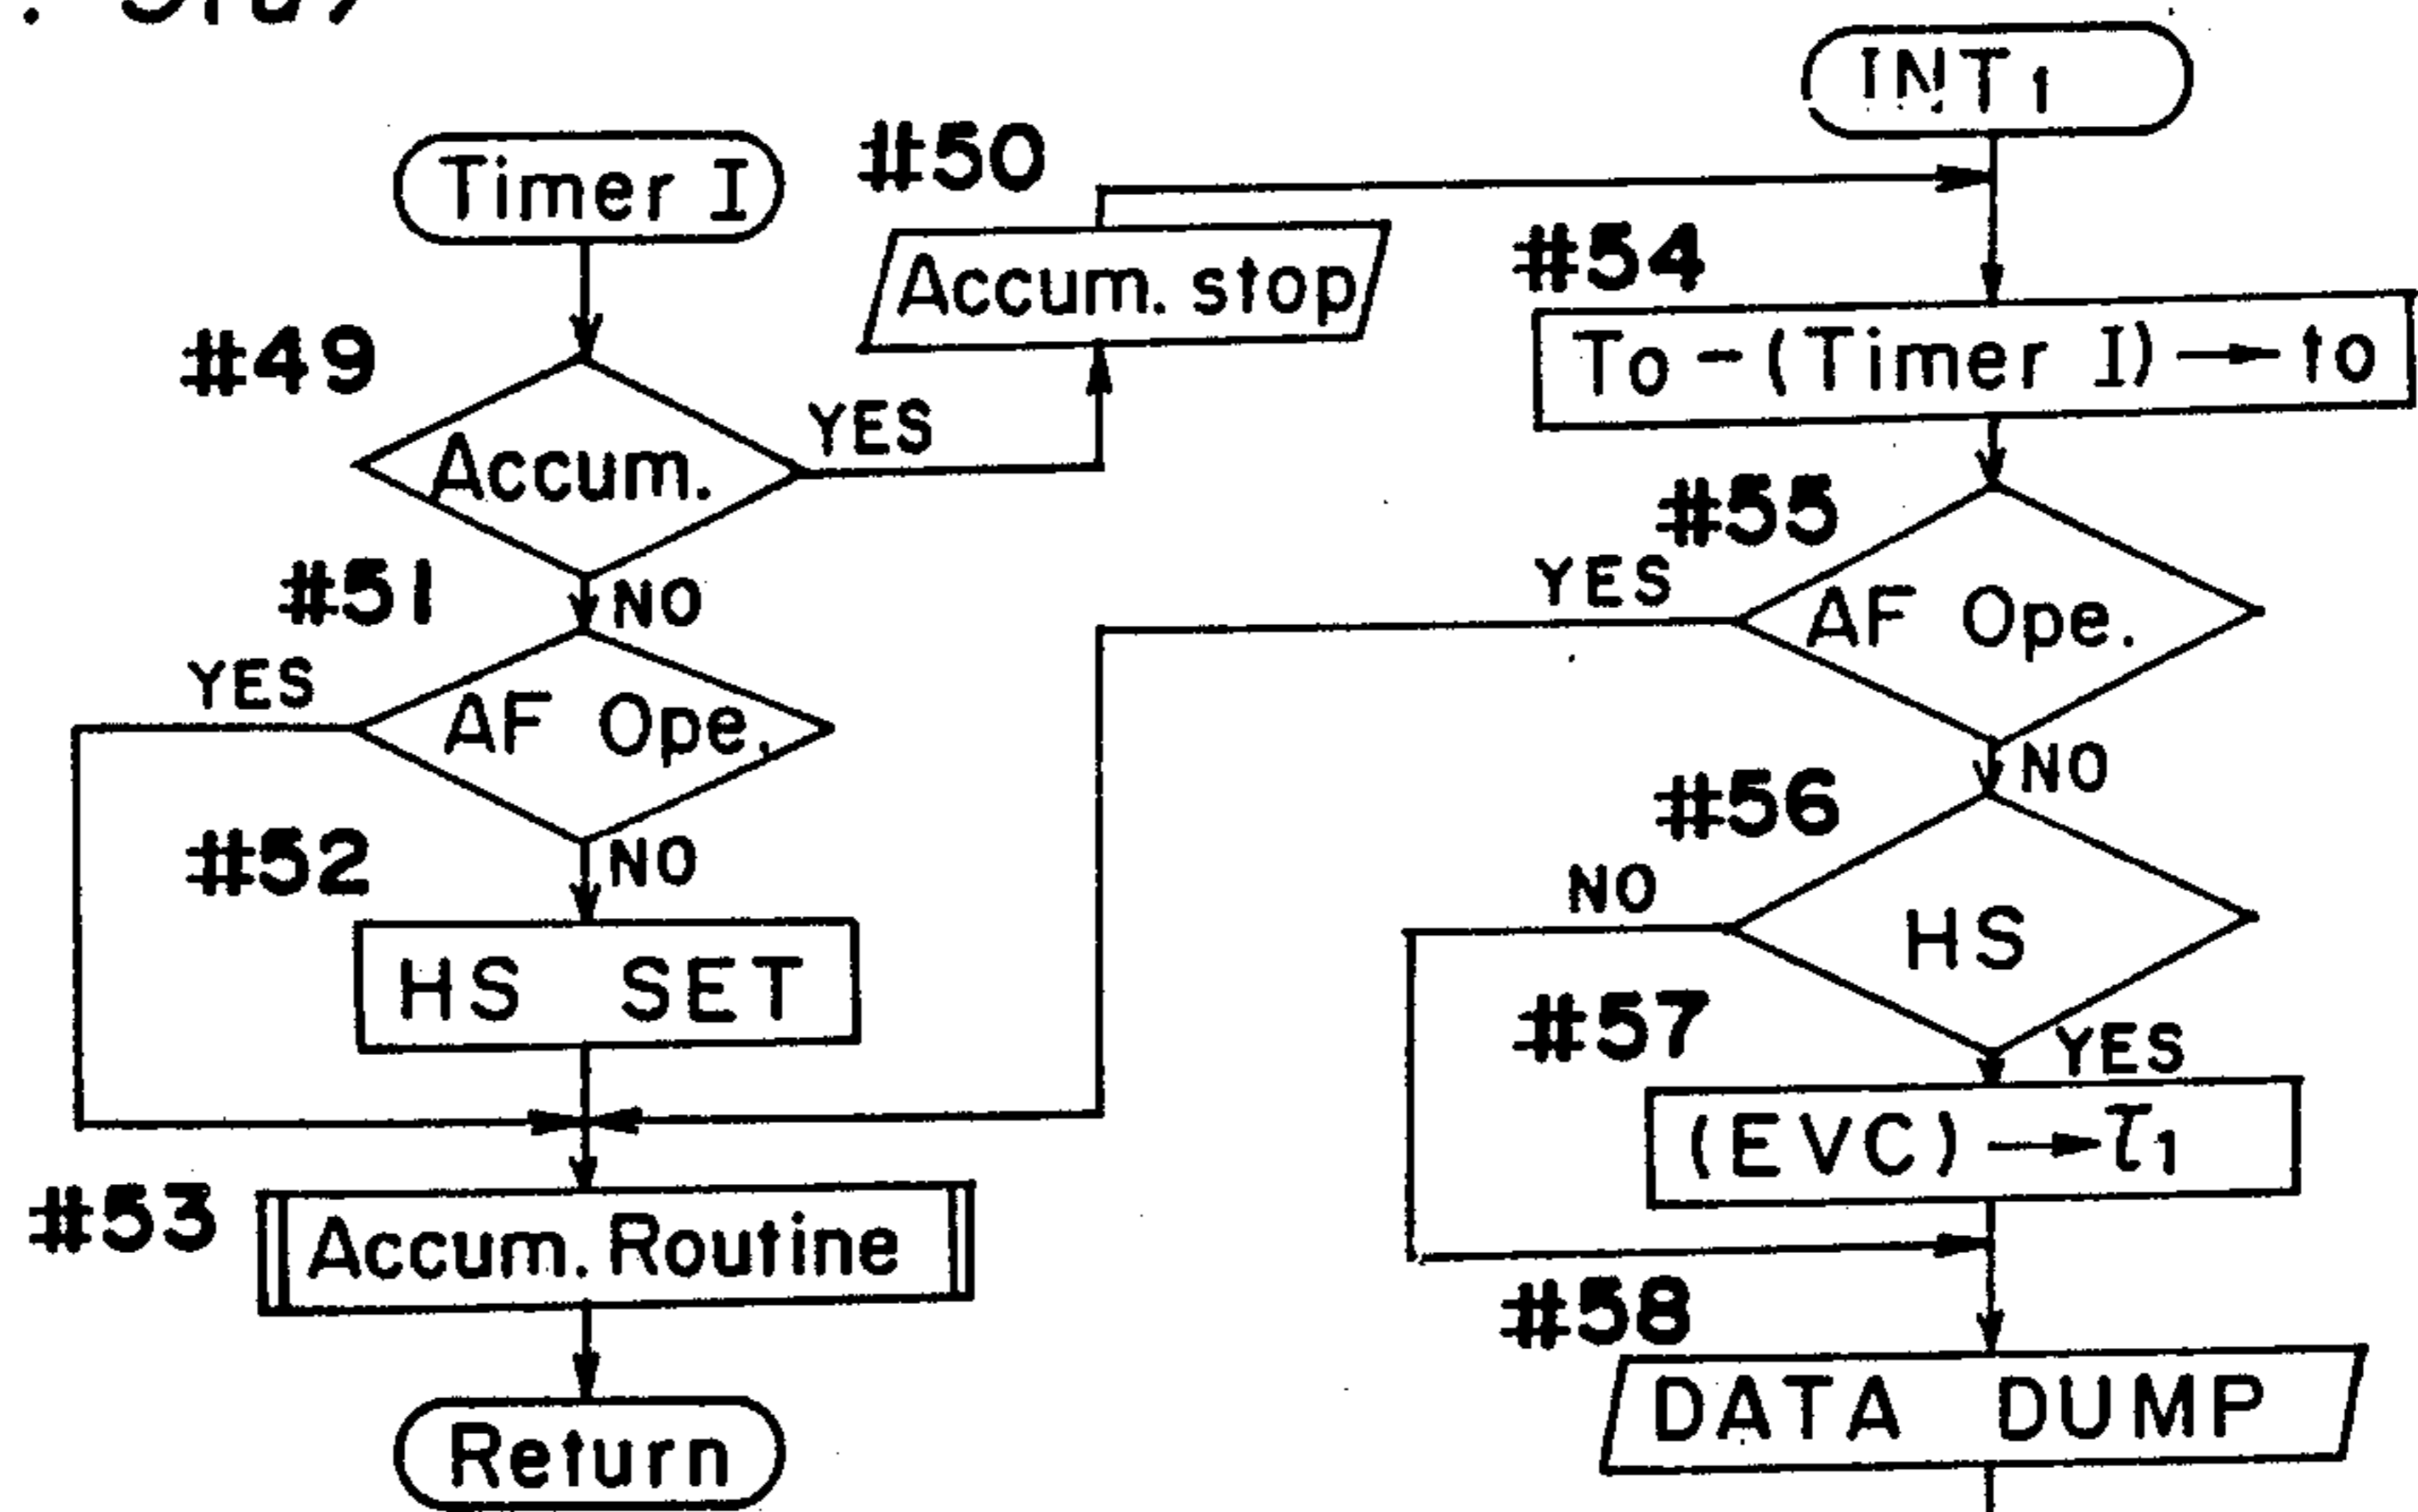 Timer I
#49
Accum.
YES
#50
Accum. stop
NO
#51
AF Ope.
YES
NO
#52
HS SET
#53
Accum. Routine
Return
INT1
#54
To - (Timer I) → to
#55
AF Ope.
YES
NO
#56
HS
NO
YES
#57
(EVC) → τ1
#58
DATA DUMP